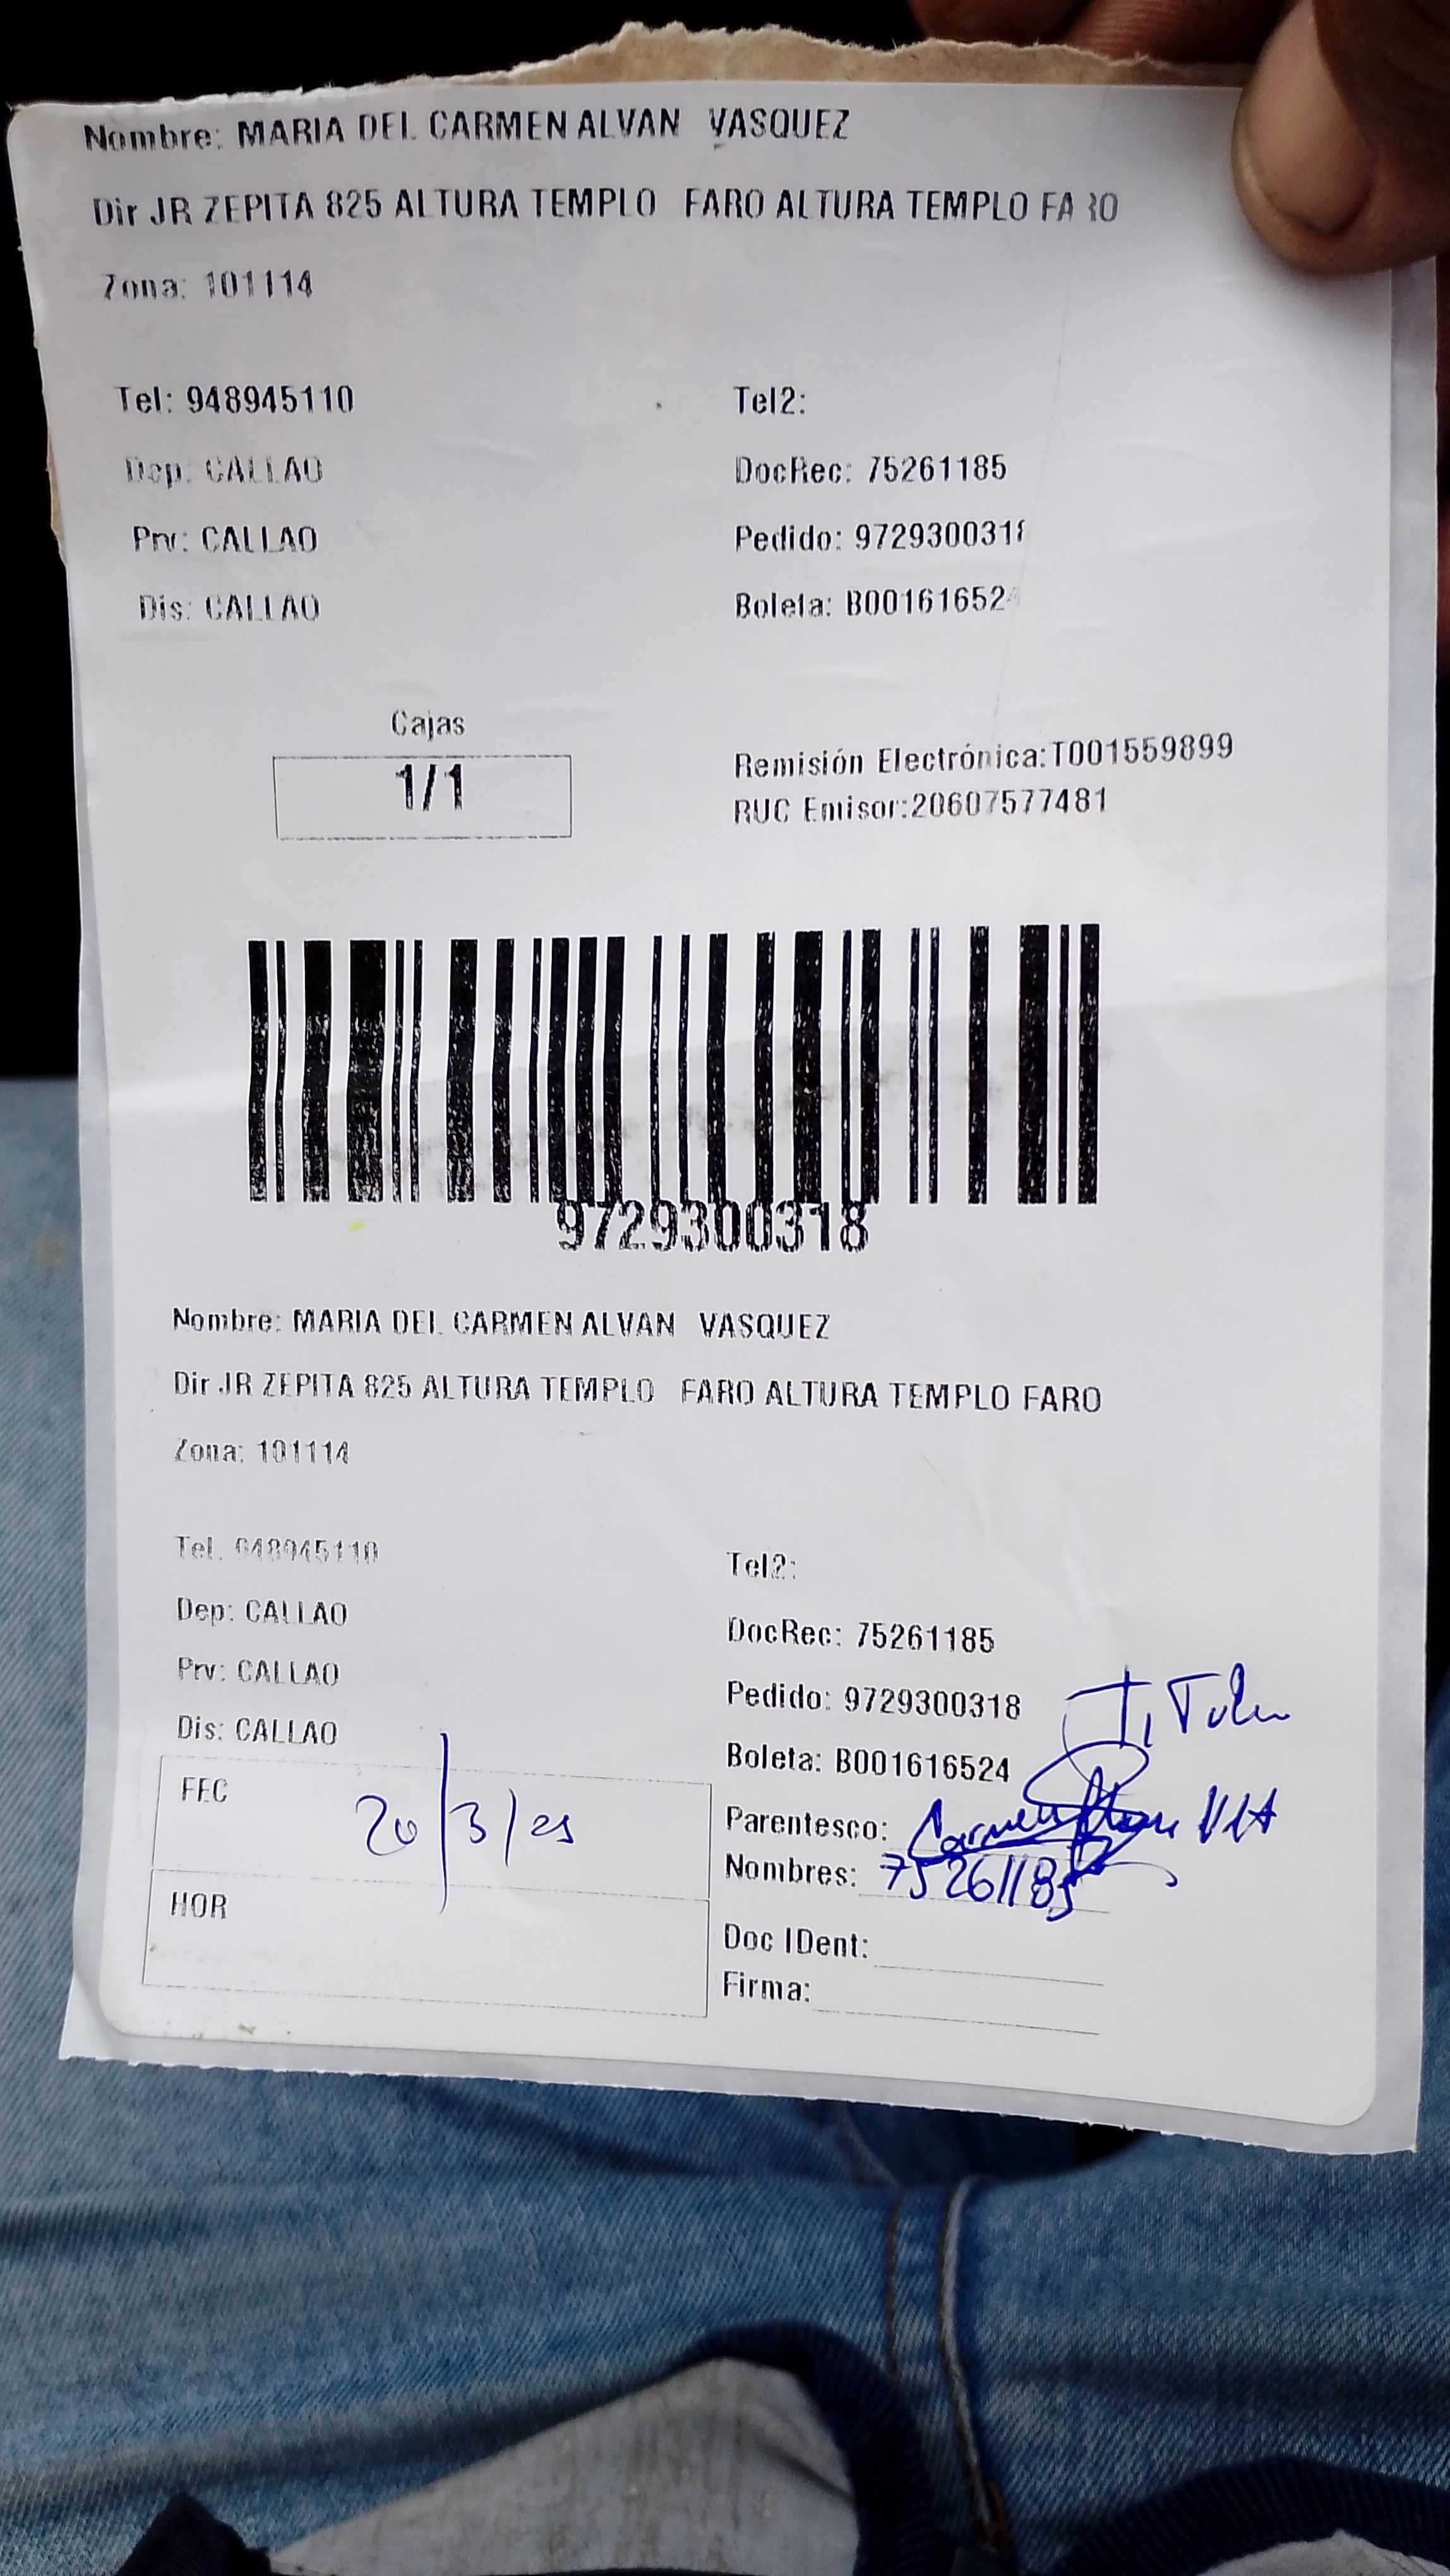 Nombre: MARIA DEL CARMEN ALVAN VASQUEZ
Dir JR ZEPITA 825 ALTURA TEMPLO FARO ALTURA TEMPLO FARO
Zona: 101114
Tel: 948945110 Tel2:
Dep: CALLAO DocRec: 75261185
Prv: CALLAO Pedido: 9729300318
Dis: CALLAO Boleta: B001616524
Cajas
1/1
Remisión Electrónica:T001559899
RUC Emisor:20607577481
9729300318
Nombre: MARIA DEL CARMEN ALVAN VASQUEZ
Dir JR ZEPITA 825 ALTURA TEMPLO FARO ALTURA TEMPLO FARO
Zona: 101114
Tel. 948945110 Tel2:
Dep: CALLAO DocRec: 75261185
Prv: CALLAO Pedido: 9729300318
Dis: CALLAO Boleta: B001616524
FEC 20/3/25
Parentesco: Carmen
Nombres: 75261185
HOR
Doc IDent:
Firma: